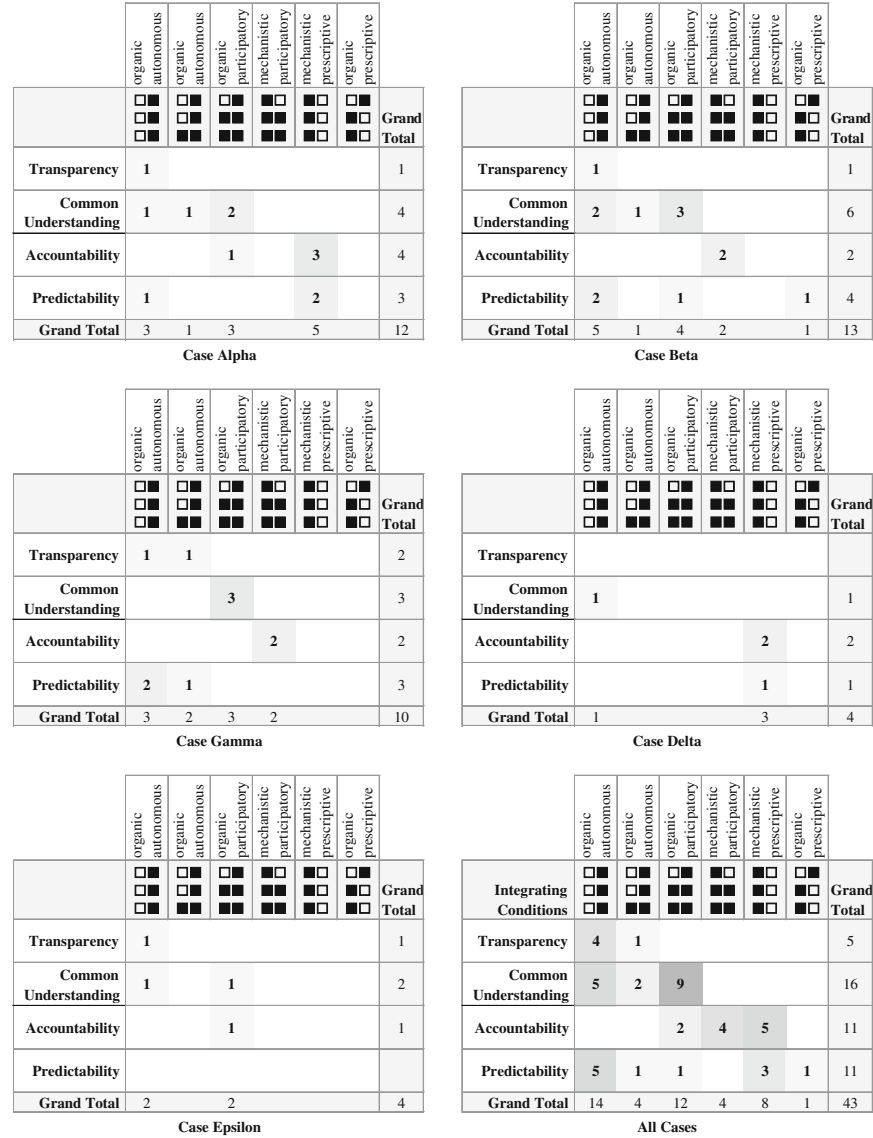 organic autonomous organic autonomous organic participatory mechanistic participatory mechanistic prescriptive organic prescriptive
Grand
Total
Transparency 1 1
Common
Understanding 1 1 2 4
Accountability 1 3 4
Predictability 1 2 3
Grand Total 3 1 3 5 12
Case Alpha
organic autonomous organic autonomous organic participatory mechanistic participatory mechanistic prescriptive organic prescriptive
Grand
Total
Transparency 1 1
Common
Understanding 2 1 3 6
Accountability 2 2
Predictability 2 1 1 4
Grand Total 5 1 4 2 1 13
Case Beta
organic autonomous organic autonomous organic participatory mechanistic participatory mechanistic prescriptive organic prescriptive
Grand
Total
Transparency 1 1 2
Common
Understanding 3 3
Accountability 2 2
Predictability 2 1 3
Grand Total 3 2 3 2 10
Case Gamma
organic autonomous organic autonomous organic participatory mechanistic participatory mechanistic prescriptive organic prescriptive
Grand
Total
Transparency
Common
Understanding 1 1
Accountability 2 2
Predictability 1 1
Grand Total 1 3 4
Case Delta
organic autonomous organic autonomous organic participatory mechanistic participatory mechanistic prescriptive organic prescriptive
Grand
Total
Transparency 1 1
Common
Understanding 1 1 2
Accountability 1 1
Predictability
Grand Total 2 2 4
Case Epsilon
organic autonomous organic autonomous organic participatory mechanistic participatory mechanistic prescriptive organic prescriptive
Integrating Grand
Conditions Total
Transparency 4 1 5
Common
Understanding 5 2 9 16
Accountability 2 4 5 11
Predictability 5 1 1 3 1 11
Grand Total 14 4 12 4 8 1 43
All Cases